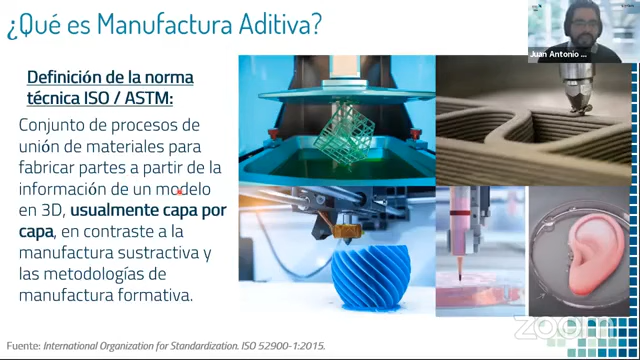 ¿Qué es Manufactura Aditiva?
Juan Antonio ...
Definición de la norma
técnica ISO / ASTM:
Conjunto de procesos de
unión de materiales para
fabricar partes a partir de la
información de un modelo
en 3D, usualmente capa por
capa, en contraste a la
manufactura sustractiva y
las metodologías de
manufactura formativa.
Fuente: International Organization for Standardization. ISO 52900-1:2015.
zoom